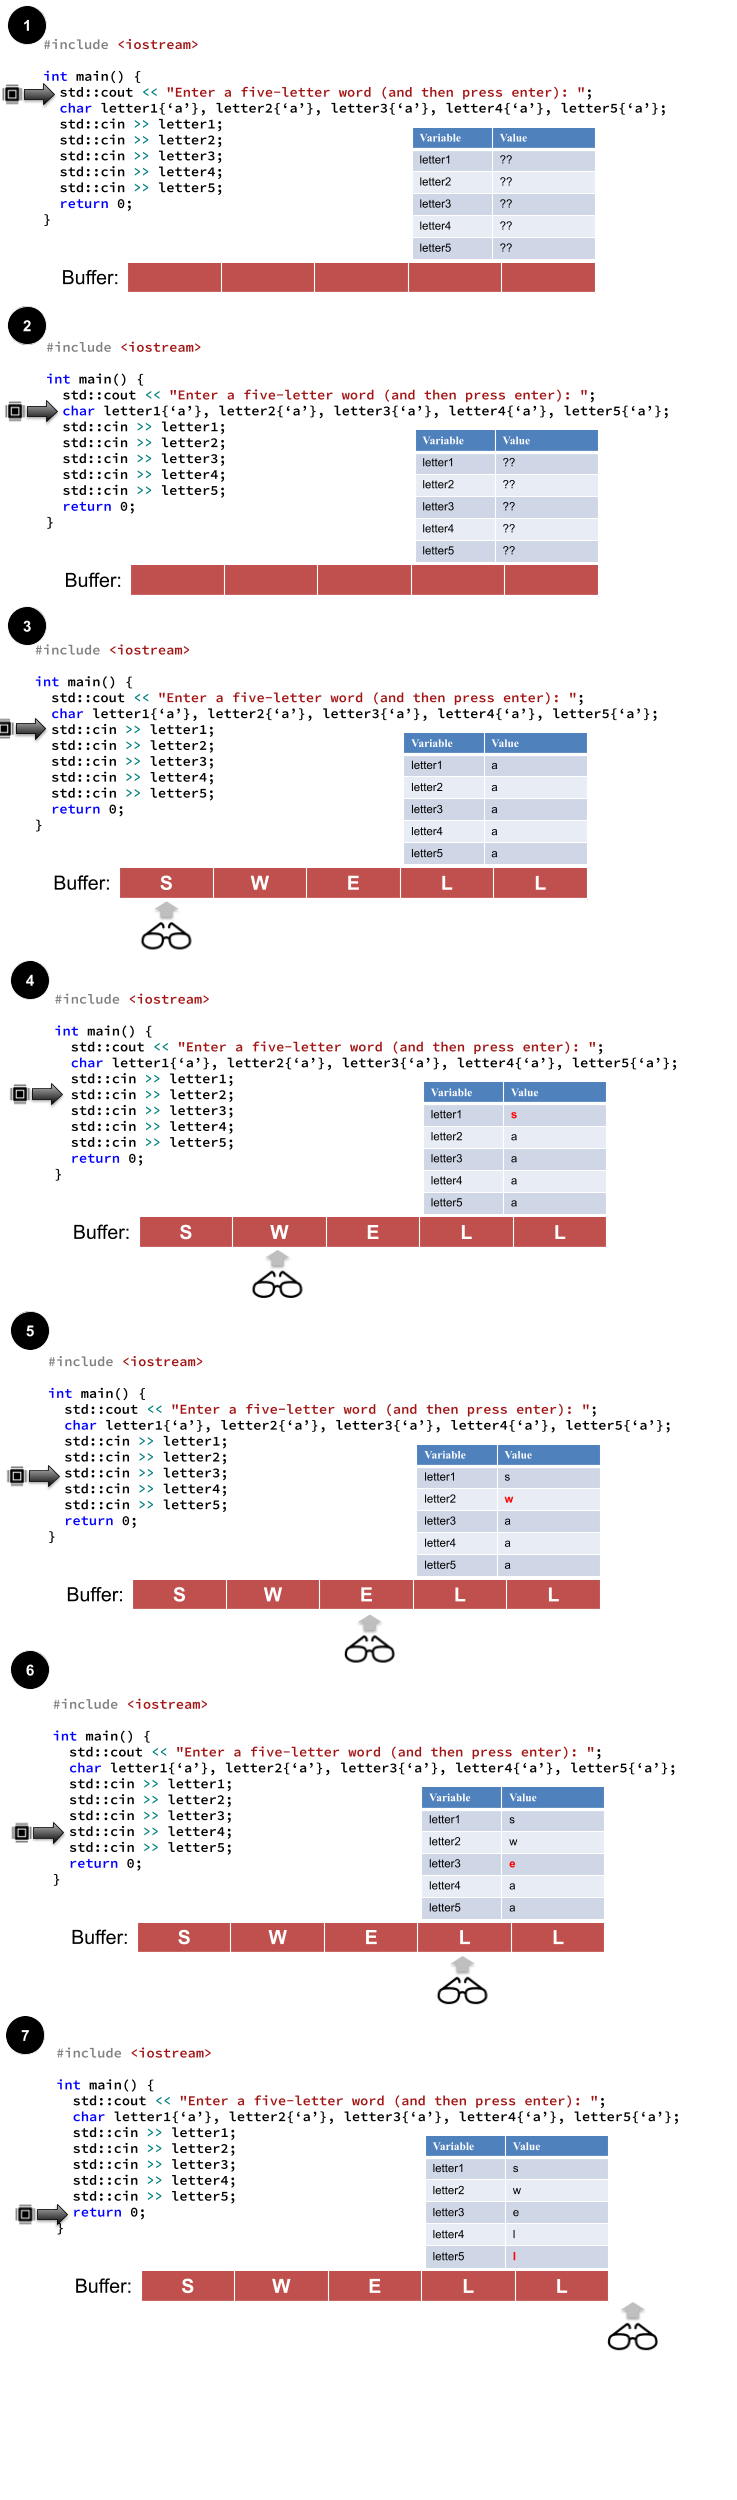 1
#include <iostream>
int main() {
std::cout << "Enter a five-letter word (and then press enter): ";
char letter1{‘a’}, letter2{‘a’}, letter3{‘a’}, letter4{‘a’}, letter5{‘a’};
std::cin >> letter1;
std::cin >> letter2;
std::cin >> letter3;
std::cin >> letter4;
std::cin >> letter5;
return 0;
}
Variable Value
letter1 ??
letter2 ??
letter3 ??
letter4 ??
letter5 ??
Buffer:
2
#include <iostream>
int main() {
std::cout << "Enter a five-letter word (and then press enter): ";
char letter1{‘a’}, letter2{‘a’}, letter3{‘a’}, letter4{‘a’}, letter5{‘a’};
std::cin >> letter1;
std::cin >> letter2;
std::cin >> letter3;
std::cin >> letter4;
std::cin >> letter5;
return 0;
}
Variable Value
letter1 ??
letter2 ??
letter3 ??
letter4 ??
letter5 ??
Buffer:
3
#include <iostream>
int main() {
std::cout << "Enter a five-letter word (and then press enter): ";
char letter1{‘a’}, letter2{‘a’}, letter3{‘a’}, letter4{‘a’}, letter5{‘a’};
std::cin >> letter1;
std::cin >> letter2;
std::cin >> letter3;
std::cin >> letter4;
std::cin >> letter5;
return 0;
}
Variable Value
letter1 a
letter2 a
letter3 a
letter4 a
letter5 a
Buffer: S W E L L
4
#include <iostream>
int main() {
std::cout << "Enter a five-letter word (and then press enter): ";
char letter1{‘a’}, letter2{‘a’}, letter3{‘a’}, letter4{‘a’}, letter5{‘a’};
std::cin >> letter1;
std::cin >> letter2;
std::cin >> letter3;
std::cin >> letter4;
std::cin >> letter5;
return 0;
}
Variable Value
letter1 s
letter2 a
letter3 a
letter4 a
letter5 a
Buffer: S W E L L
5
#include <iostream>
int main() {
std::cout << "Enter a five-letter word (and then press enter): ";
char letter1{‘a’}, letter2{‘a’}, letter3{‘a’}, letter4{‘a’}, letter5{‘a’};
std::cin >> letter1;
std::cin >> letter2;
std::cin >> letter3;
std::cin >> letter4;
std::cin >> letter5;
return 0;
}
Variable Value
letter1 s
letter2 w
letter3 a
letter4 a
letter5 a
Buffer: S W E L L
6
#include <iostream>
int main() {
std::cout << "Enter a five-letter word (and then press enter): ";
char letter1{‘a’}, letter2{‘a’}, letter3{‘a’}, letter4{‘a’}, letter5{‘a’};
std::cin >> letter1;
std::cin >> letter2;
std::cin >> letter3;
std::cin >> letter4;
std::cin >> letter5;
return 0;
}
Variable Value
letter1 s
letter2 w
letter3 e
letter4 a
letter5 a
Buffer: S W E L L
7
#include <iostream>
int main() {
std::cout << "Enter a five-letter word (and then press enter): ";
char letter1{‘a’}, letter2{‘a’}, letter3{‘a’}, letter4{‘a’}, letter5{‘a’};
std::cin >> letter1;
std::cin >> letter2;
std::cin >> letter3;
std::cin >> letter4;
std::cin >> letter5;
return 0;
}
Variable Value
letter1 s
letter2 w
letter3 e
letter4 l
letter5 l
Buffer: S W E L L